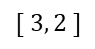 [ 3, 2 ]